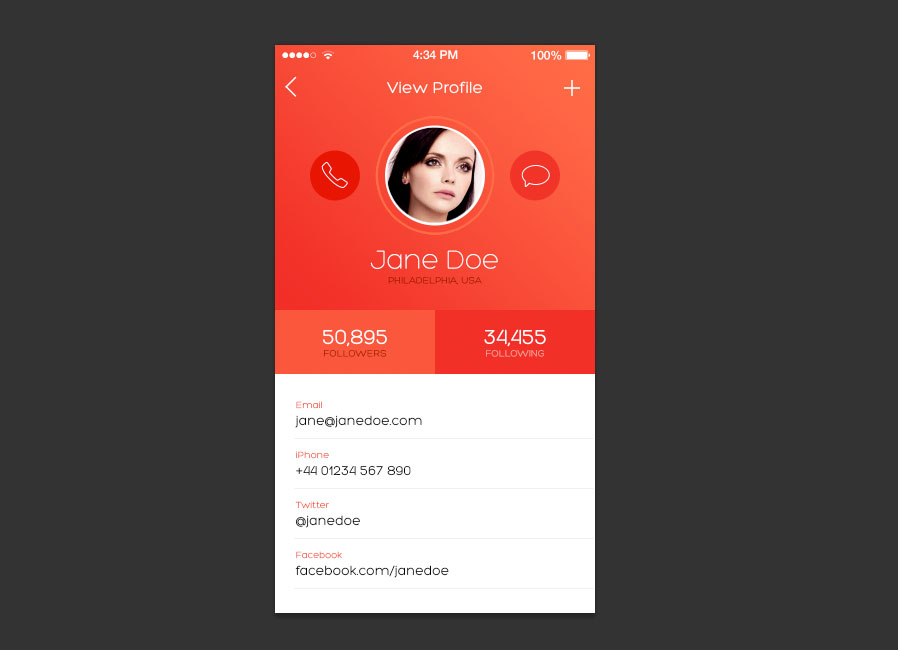 4:34 PM 100%
View Profile
Jane Doe
PHILADELPHIA, USA
50,895 34,455
FOLLOWERS FOLLOWING
Email
jane@janedoe.com
iPhone
+44 01234 567 890
Twitter
@janedoe
Facebook
facebook.com/janedoe